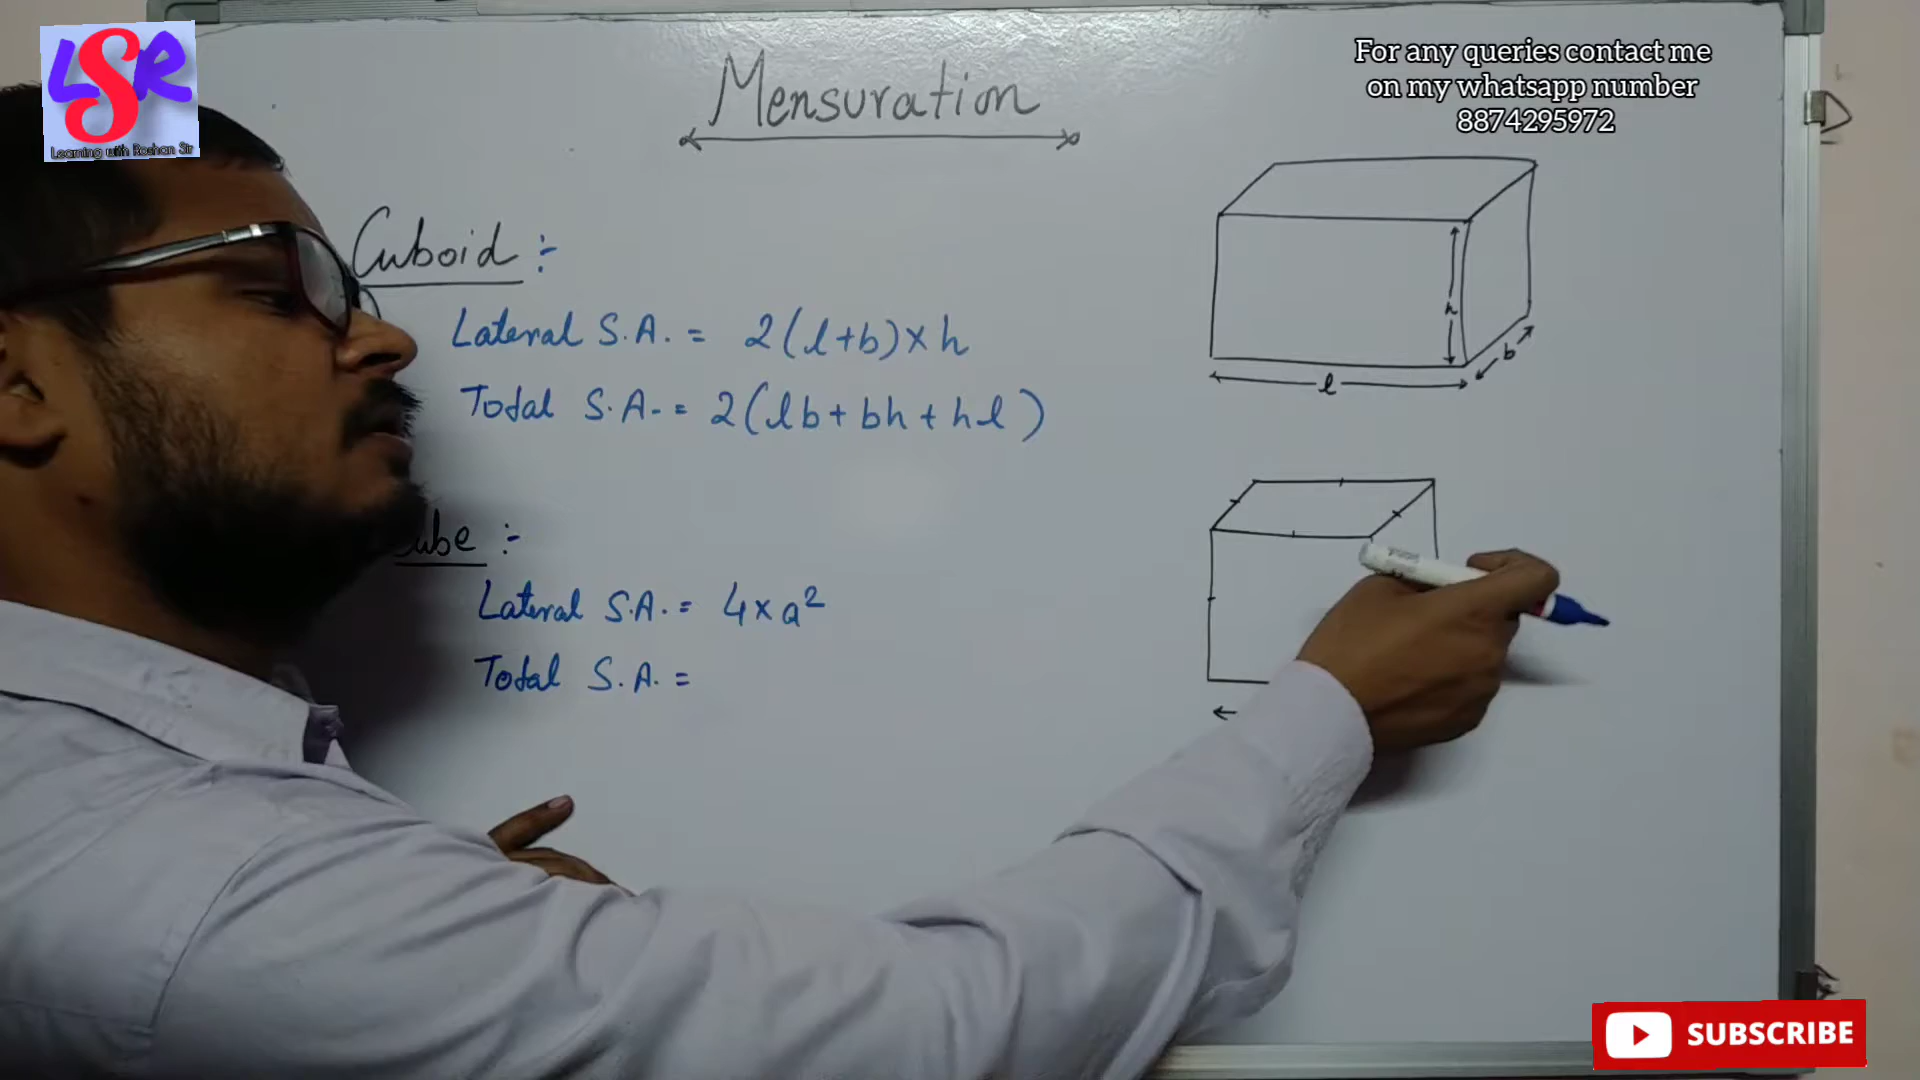 LSR
Learning with Roshan Sir
For any queries contact me
on my whatsapp number
8874295972
Mensuration
Cuboid :-
Lateral S.A. = 2(l+b)×h
Total S.A. = 2(lb+bh+hl)
h
b
l
Cube :-
Lateral S.A. = 4×a²
Total S.A. =
SUBSCRIBE